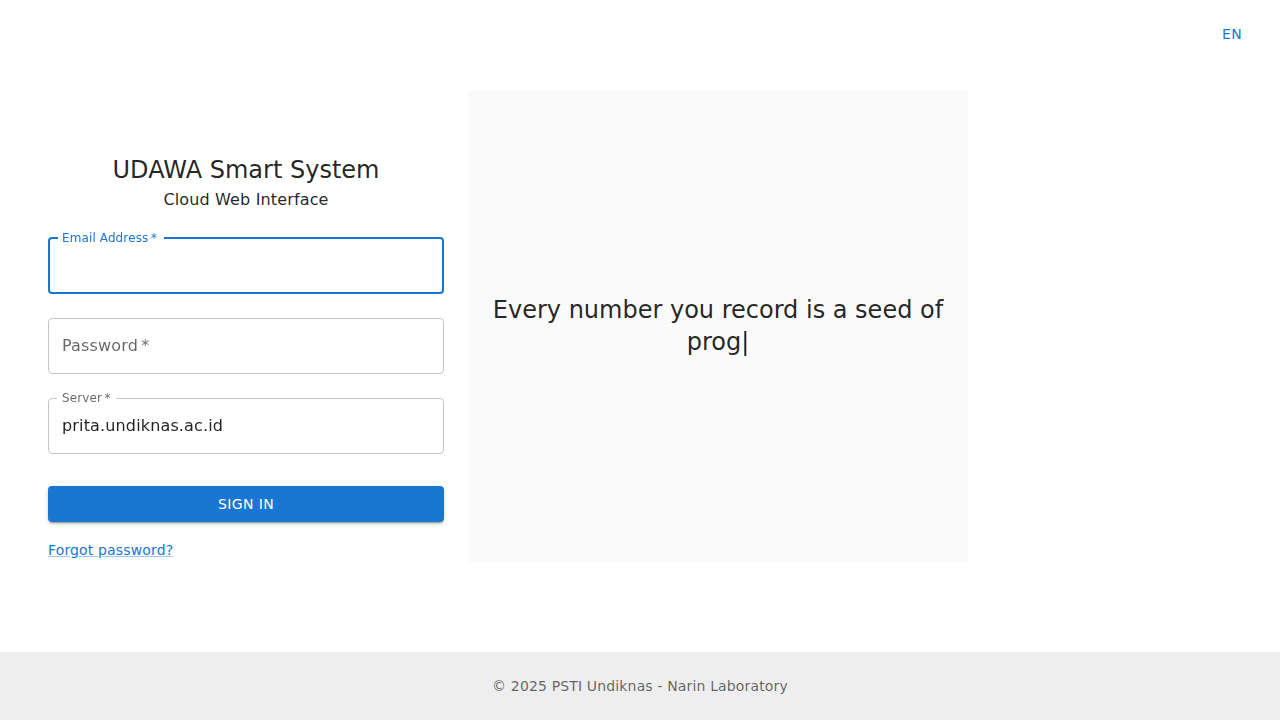 EN
UDAWA Smart System
Cloud Web Interface
Email Address *
Password *
Server *
prita.undiknas.ac.id
SIGN IN
Forgot password?
Every number you record is a seed of
prog|
© 2025 PSTI Undiknas - Narin Laboratory